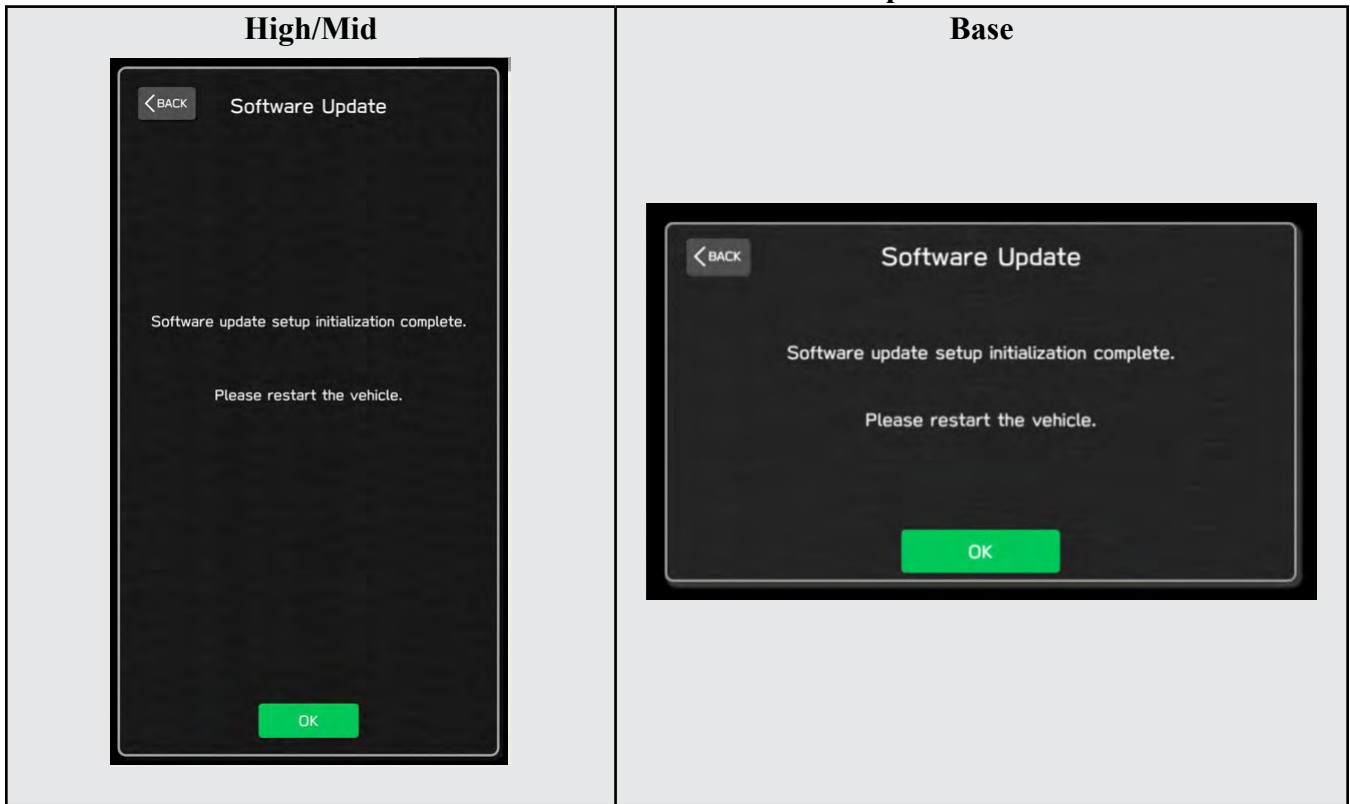 High/Mid
Base
BACK
Software Update
Software update setup initialization complete.
Please restart the vehicle.
OK
BACK
Software Update
Software update setup initialization complete.
Please restart the vehicle.
OK